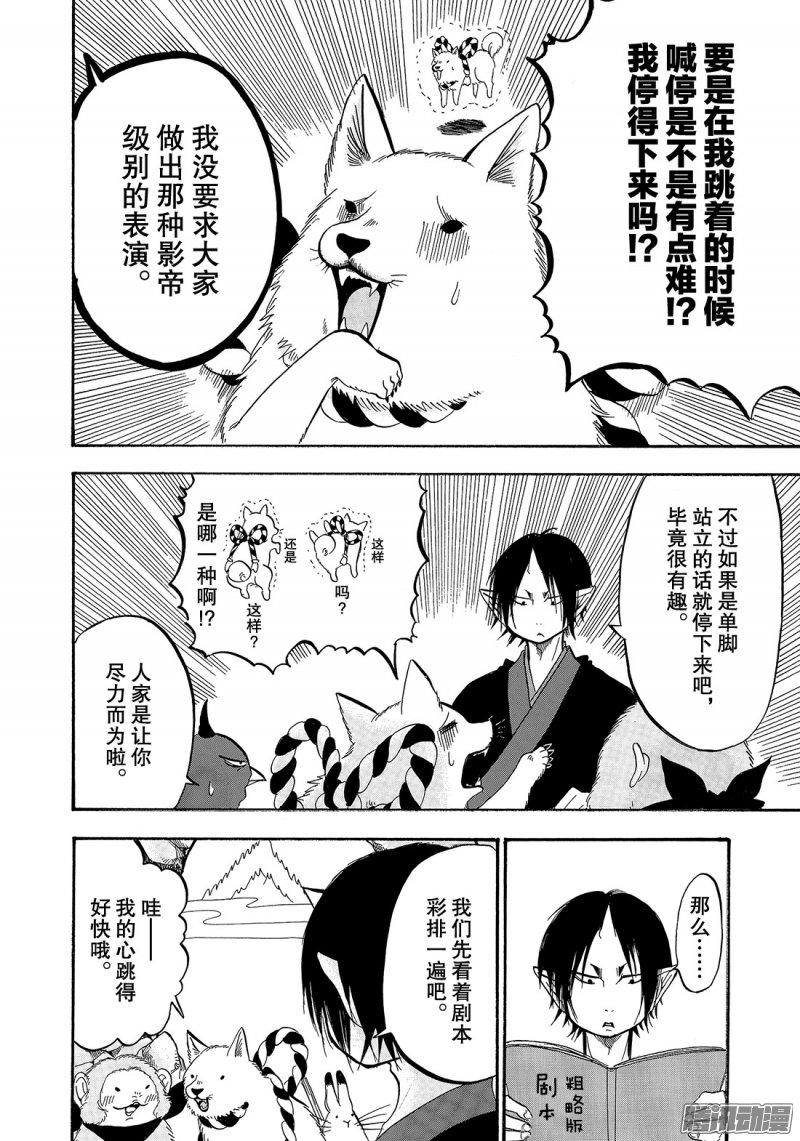 要是在我跳着的时候
喊停是不是有点难!?
我停得下来吗!?
我没要求大家
做出那种影帝
级别的表演。
不过如果是单脚
站立的话就停下来吧，
毕竟很有趣。
这样
吗？
还是
这样？
是哪一种啊!?
人家是让你
尽力而为啦。
那么……
粗略版
剧本
我们先看着剧本
彩排一遍吧。
哇——
我的心跳得
好快哦。
腾讯动漫